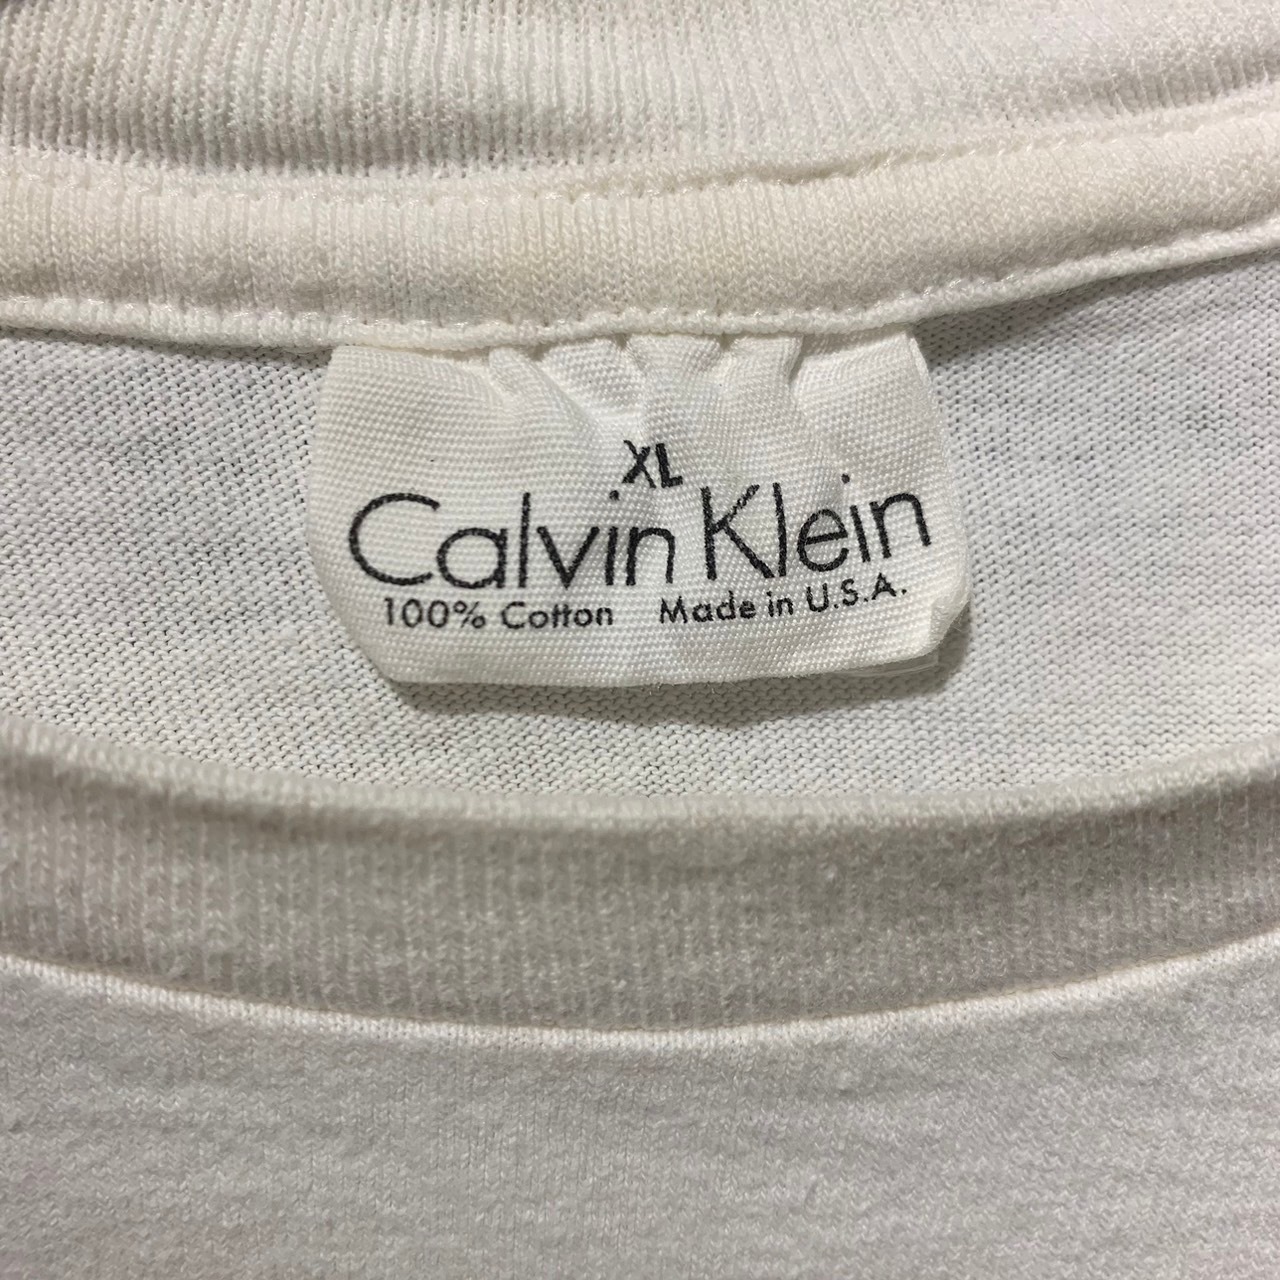 XL
Calvin Klein
100% Cotton Made in U.S.A.